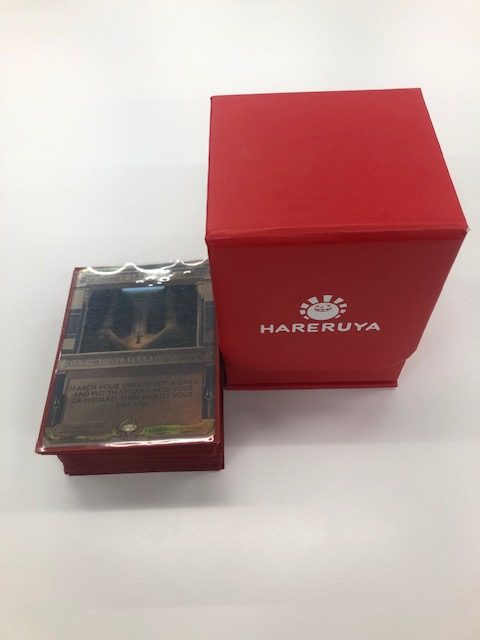 HARERUYA
SEARCH YOUR LIBRARY FOR A CARD
AND PUT THAT CARD INTO YOUR
GRAVEYARD, THEN SHUFFLE YOUR
LIBRARY.